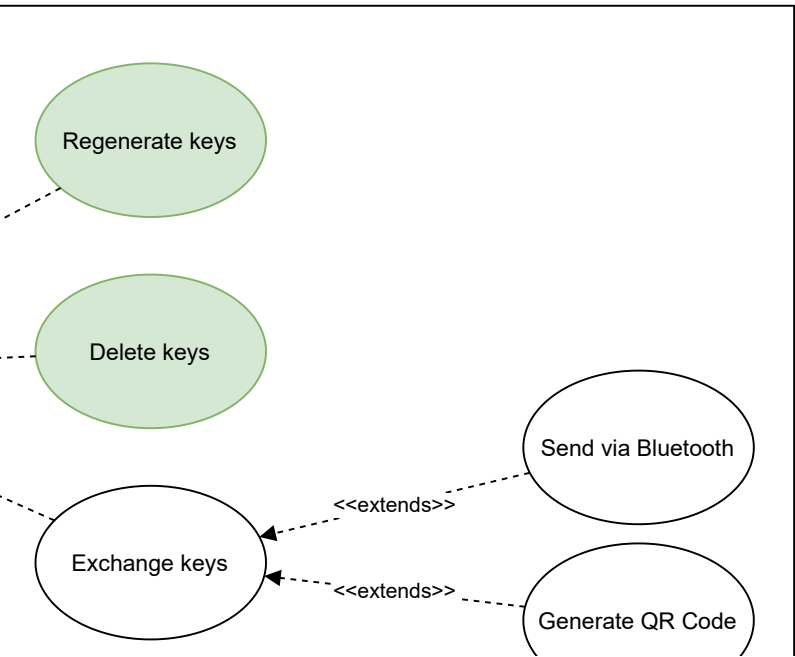 Regenerate keys
Delete keys
Send via Bluetooth
<<extends>>
Exchange keys
<<extends>>
Generate QR Code